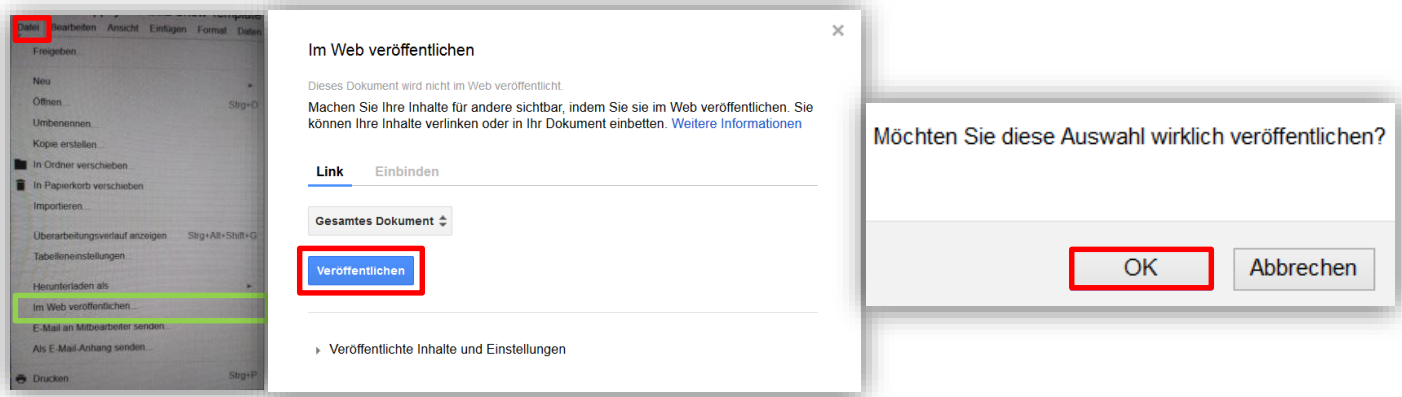 Template
Datei Bearbeiten Ansicht Einfügen Format Daten
Freigeben...
Neu
Öffnen... Strg+O
Umbenennen...
Kopie erstellen...
In Ordner verschieben...
In Papierkorb verschieben
Importieren...
Überarbeitungsverlauf anzeigen Strg+Alt+Shift+G
Tabelleneinstellungen...
Herunterladen als
Im Web veröffentlichen...
E-Mail an Mitbearbeiter senden...
Als E-Mail-Anhang senden...
Drucken Strg+P
Im Web veröffentlichen
Dieses Dokument wird nicht im Web veröffentlicht.
Machen Sie Ihre Inhalte für andere sichtbar, indem Sie sie im Web veröffentlichen. Sie
können Ihre Inhalte verlinken oder in Ihr Dokument einbetten. Weitere Informationen
Link Einbinden
Gesamtes Dokument
Veröffentlichen
Veröffentlichte Inhalte und Einstellungen
Möchten Sie diese Auswahl wirklich veröffentlichen?
OK Abbrechen